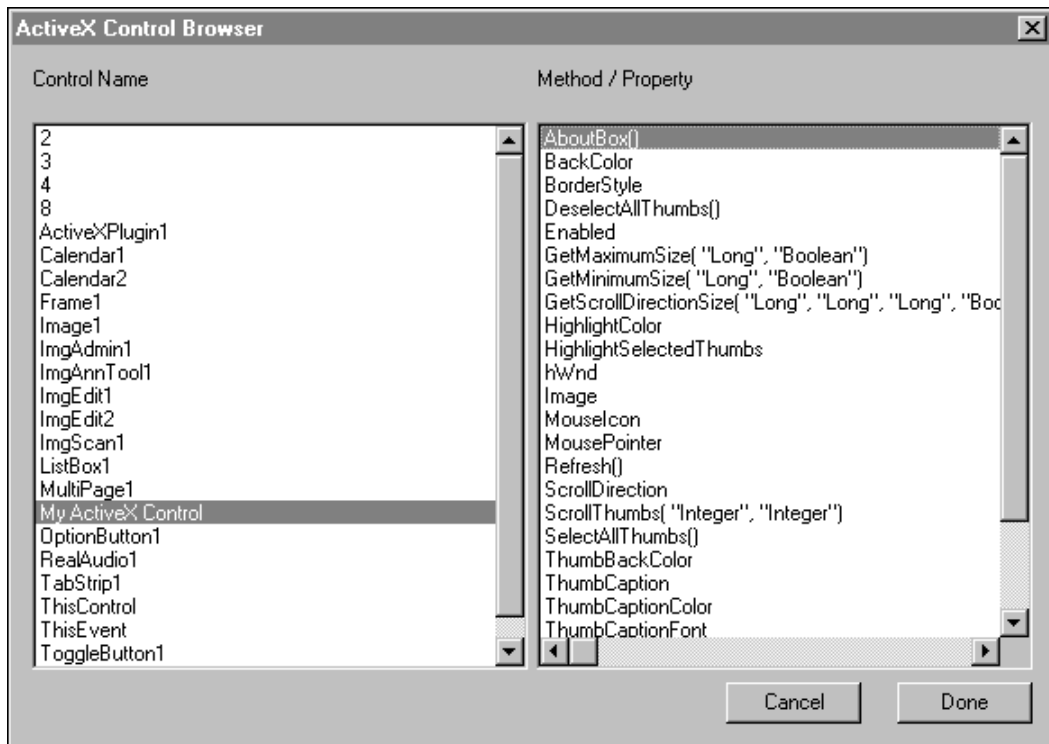 ActiveX Control Browser
Control Name
Method / Property
2
3
4
8
ActiveXPlugin1
Calendar1
Calendar2
Frame1
Image1
ImgAdmin1
ImgAnnTool1
ImgEdit1
ImgEdit2
ImgScan1
ListBox1
MultiPage1
My ActiveX Control
OptionButton1
RealAudio1
TabStrip1
ThisControl
ThisEvent
ToggleButton1
AboutBox()
BackColor
BorderStyle
DeselectAllThumbs()
Enabled
GetMaximumSize( "Long", "Boolean")
GetMinimumSize( "Long", "Boolean")
GetScrollDirectionSize( "Long", "Long", "Long", "Boo
HighlightColor
HighlightSelectedThumbs
hWnd
Image
MouseIcon
MousePointer
Refresh()
ScrollDirection
ScrollThumbs( "Integer", "Integer")
SelectAllThumbs()
ThumbBackColor
ThumbCaption
ThumbCaptionColor
ThumbCaptionFont
Cancel
Done